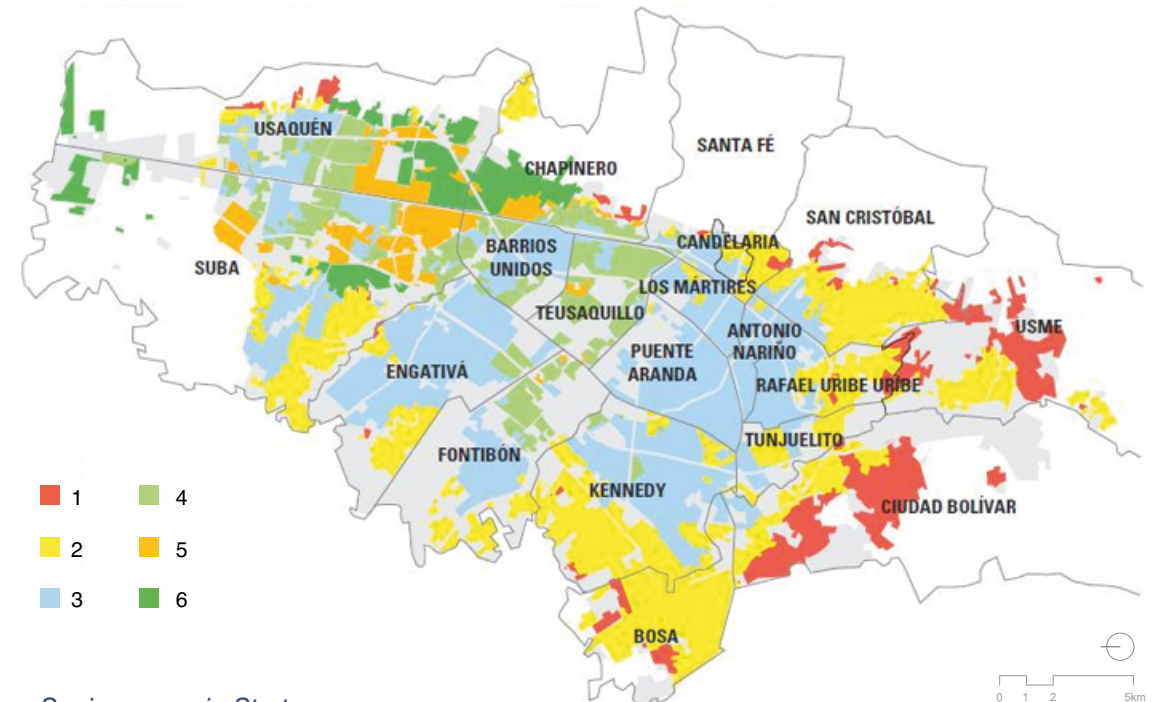 SANTA FÉ
USAQUÉN
CHAPINERO
SAN CRISTÓBAL
CANDELARIA
BARRIOS
UNIDOS
SUBA
LOS MÁRTIRES
TEUSAQUILLO
ANTONIO
NARIÑO
USME
PUENTE
ARANDA
ENGATIVÁ
RAFAEL URIBE URÍBE
TUNJUELITO
FONTIBÓN
KENNEDY
CIUDAD BOLÍVAR
BOSA
1 4
2 5
3 6
0 1 2 5km